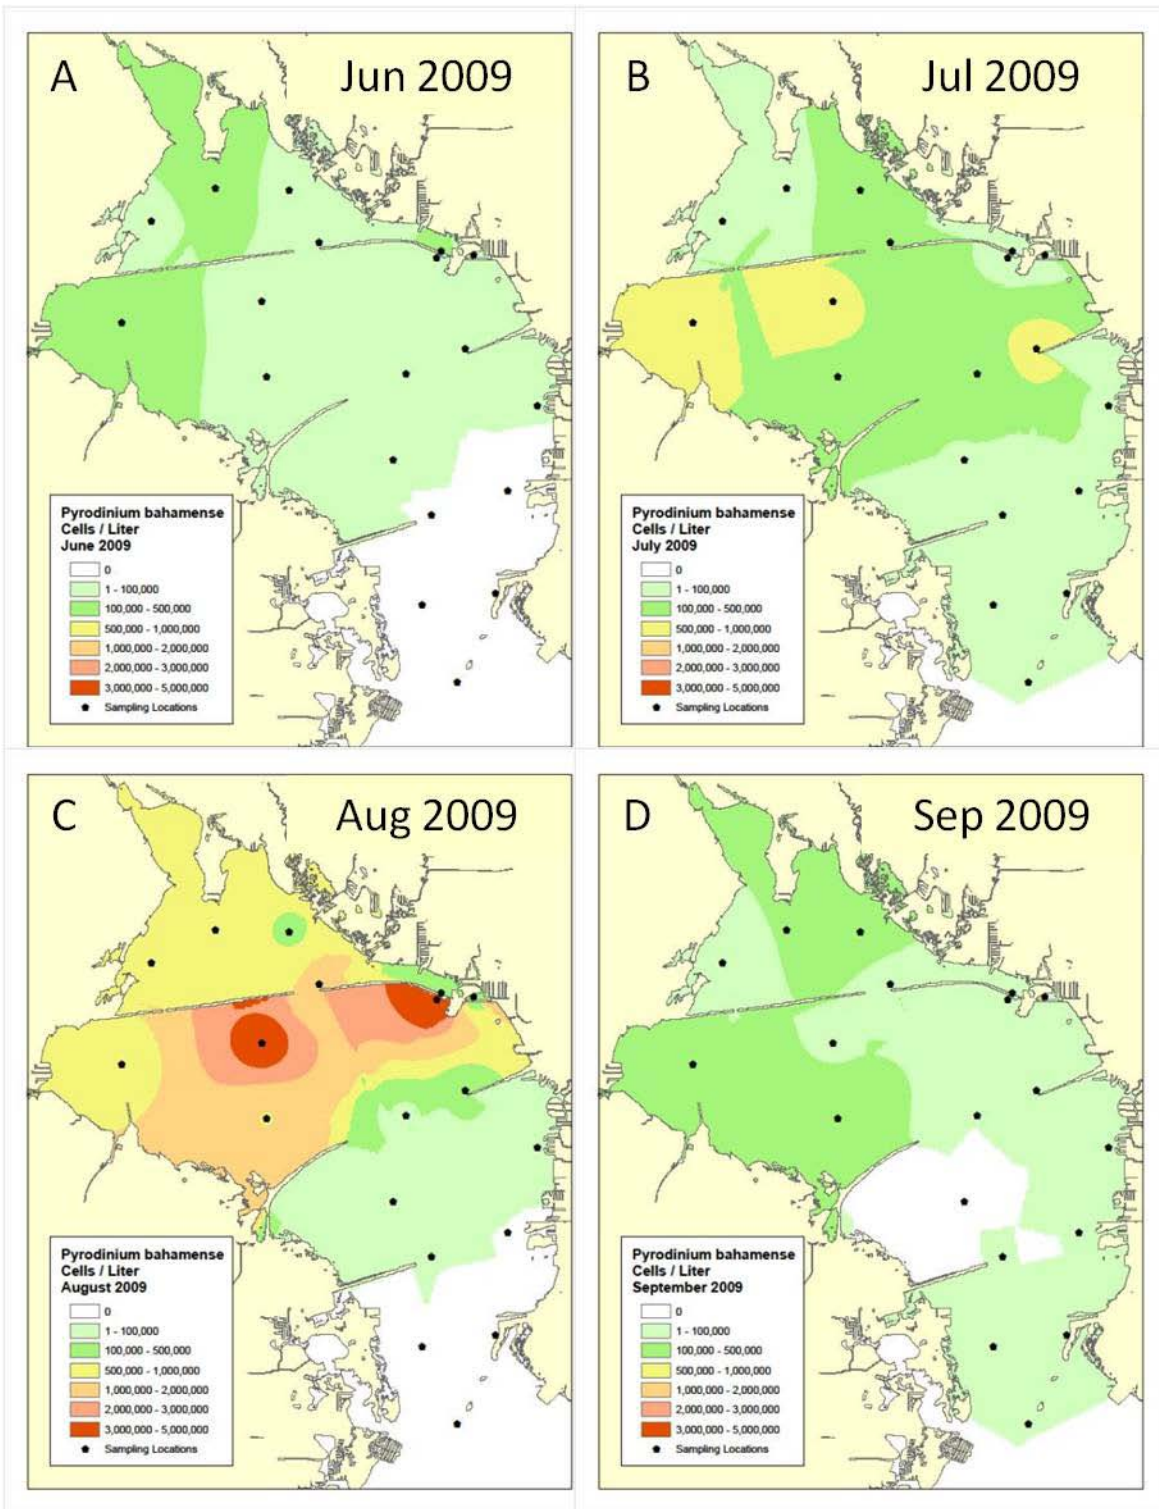 A
Jun 2009
Pyrodinium bahamense
Cells / Liter
June 2009
0
1 - 100,000
100,000 - 500,000
500,000 - 1,000,000
1,000,000 - 2,000,000
2,000,000 - 3,000,000
3,000,000 - 5,000,000
Sampling Locations
B
Jul 2009
Pyrodinium bahamense
Cells / Liter
July 2009
0
1 - 100,000
100,000 - 500,000
500,000 - 1,000,000
1,000,000 - 2,000,000
2,000,000 - 3,000,000
3,000,000 - 5,000,000
Sampling Locations
C
Aug 2009
Pyrodinium bahamense
Cells / Liter
August 2009
0
1 - 100,000
100,000 - 500,000
500,000 - 1,000,000
1,000,000 - 2,000,000
2,000,000 - 3,000,000
3,000,000 - 5,000,000
Sampling Locations
D
Sep 2009
Pyrodinium bahamense
Cells / Liter
September 2009
0
1 - 100,000
100,000 - 500,000
500,000 - 1,000,000
1,000,000 - 2,000,000
2,000,000 - 3,000,000
3,000,000 - 5,000,000
Sampling Locations